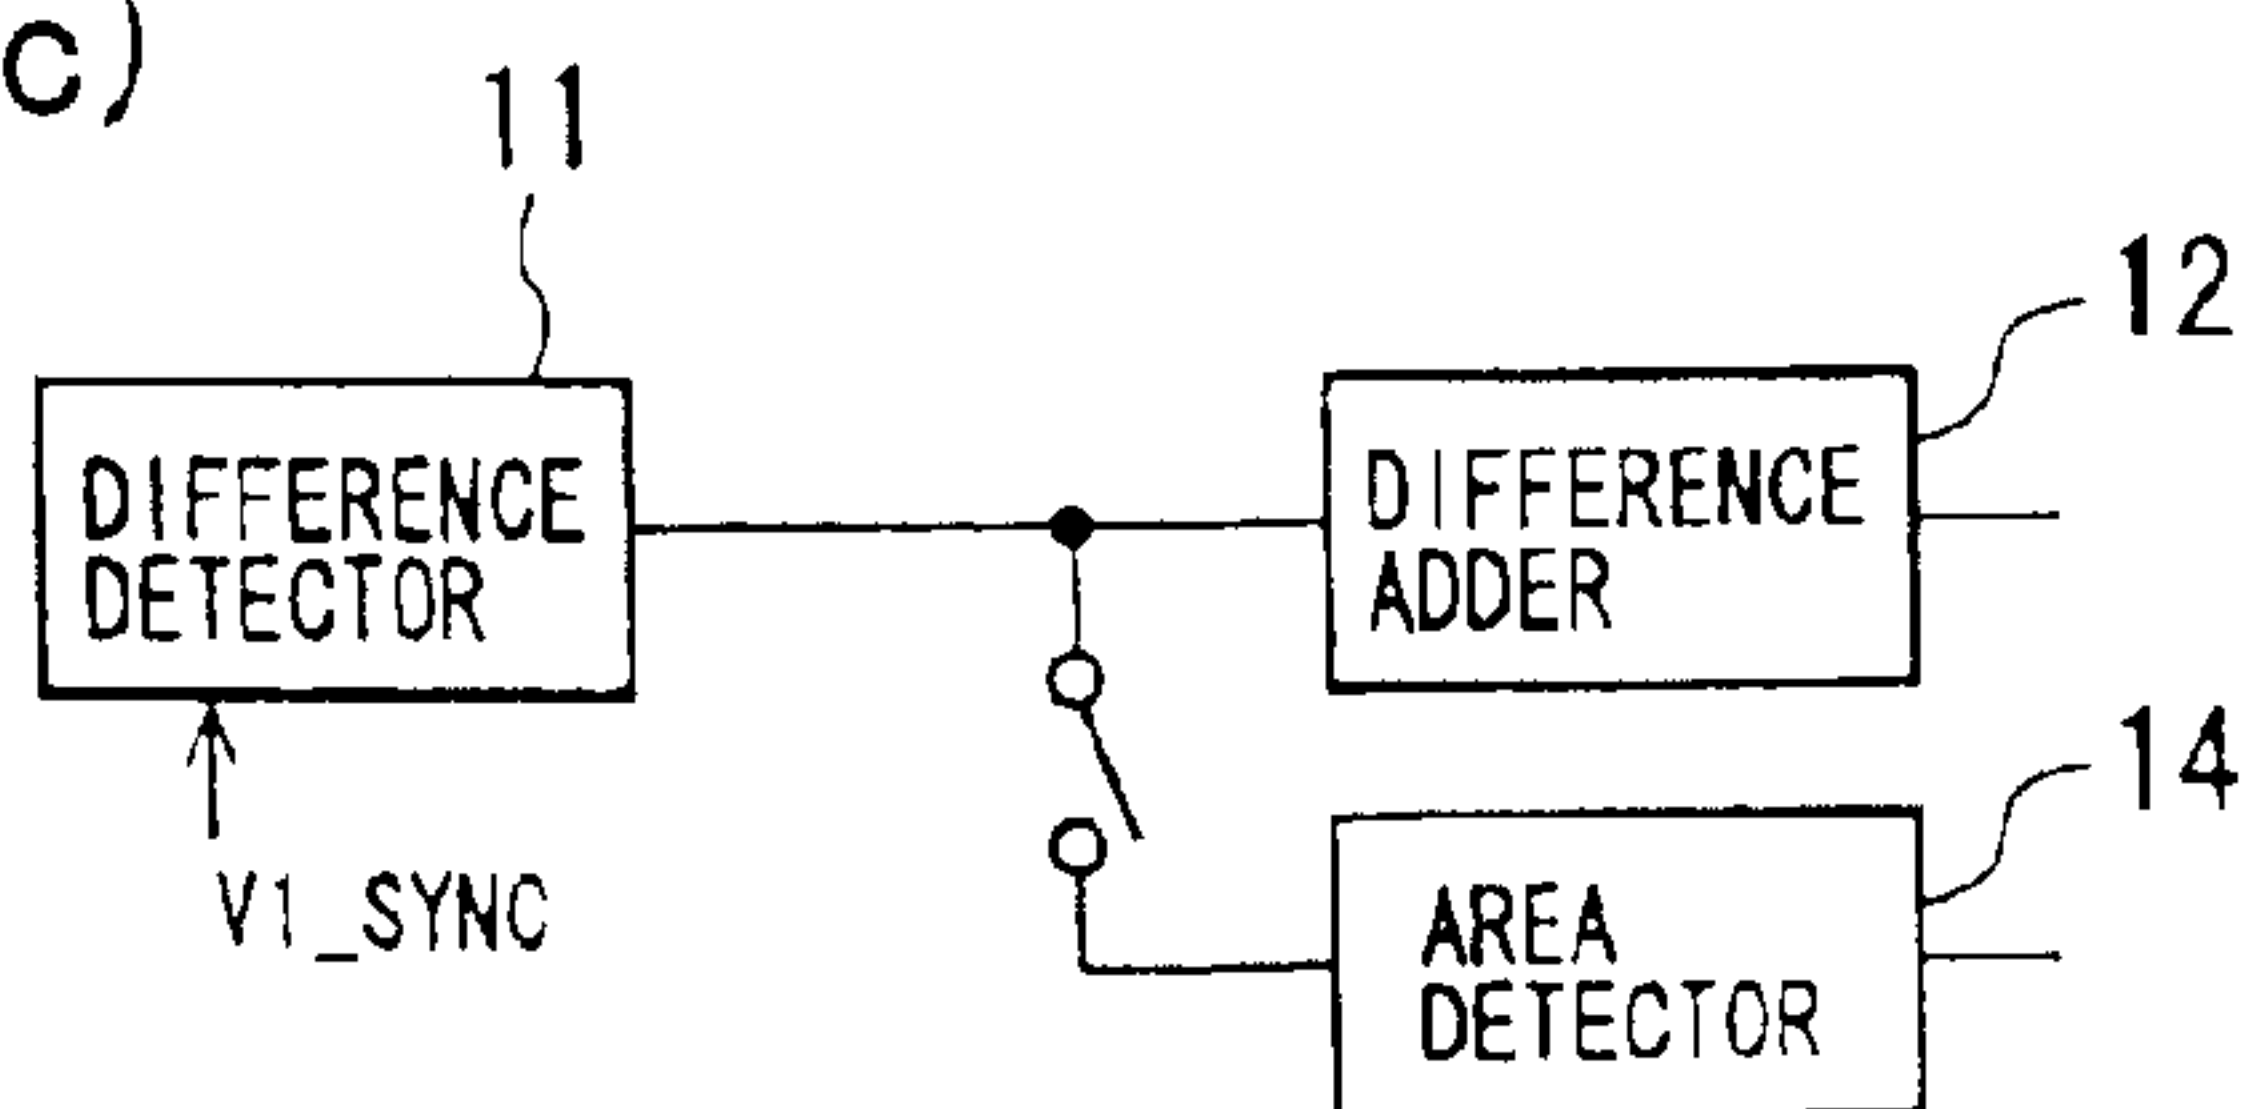 c)
11
12
DIFFERENCE
DETECTOR
DIFFERENCE
ADDER
14
V1_SYNC
AREA
DETECTOR